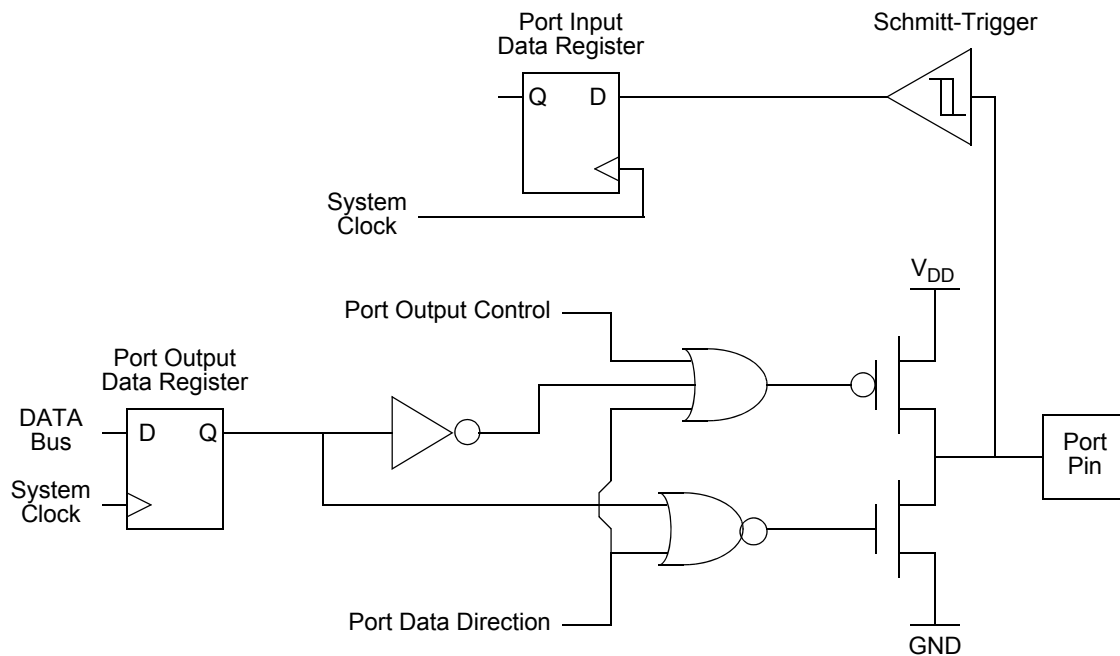 Port Input
Data Register
Schmitt-Trigger
Q D
System
Clock
VDD
Port Output Control
Port Output
Data Register
DATA
Bus
D Q
System
Clock
Port
Pin
Port Data Direction
GND